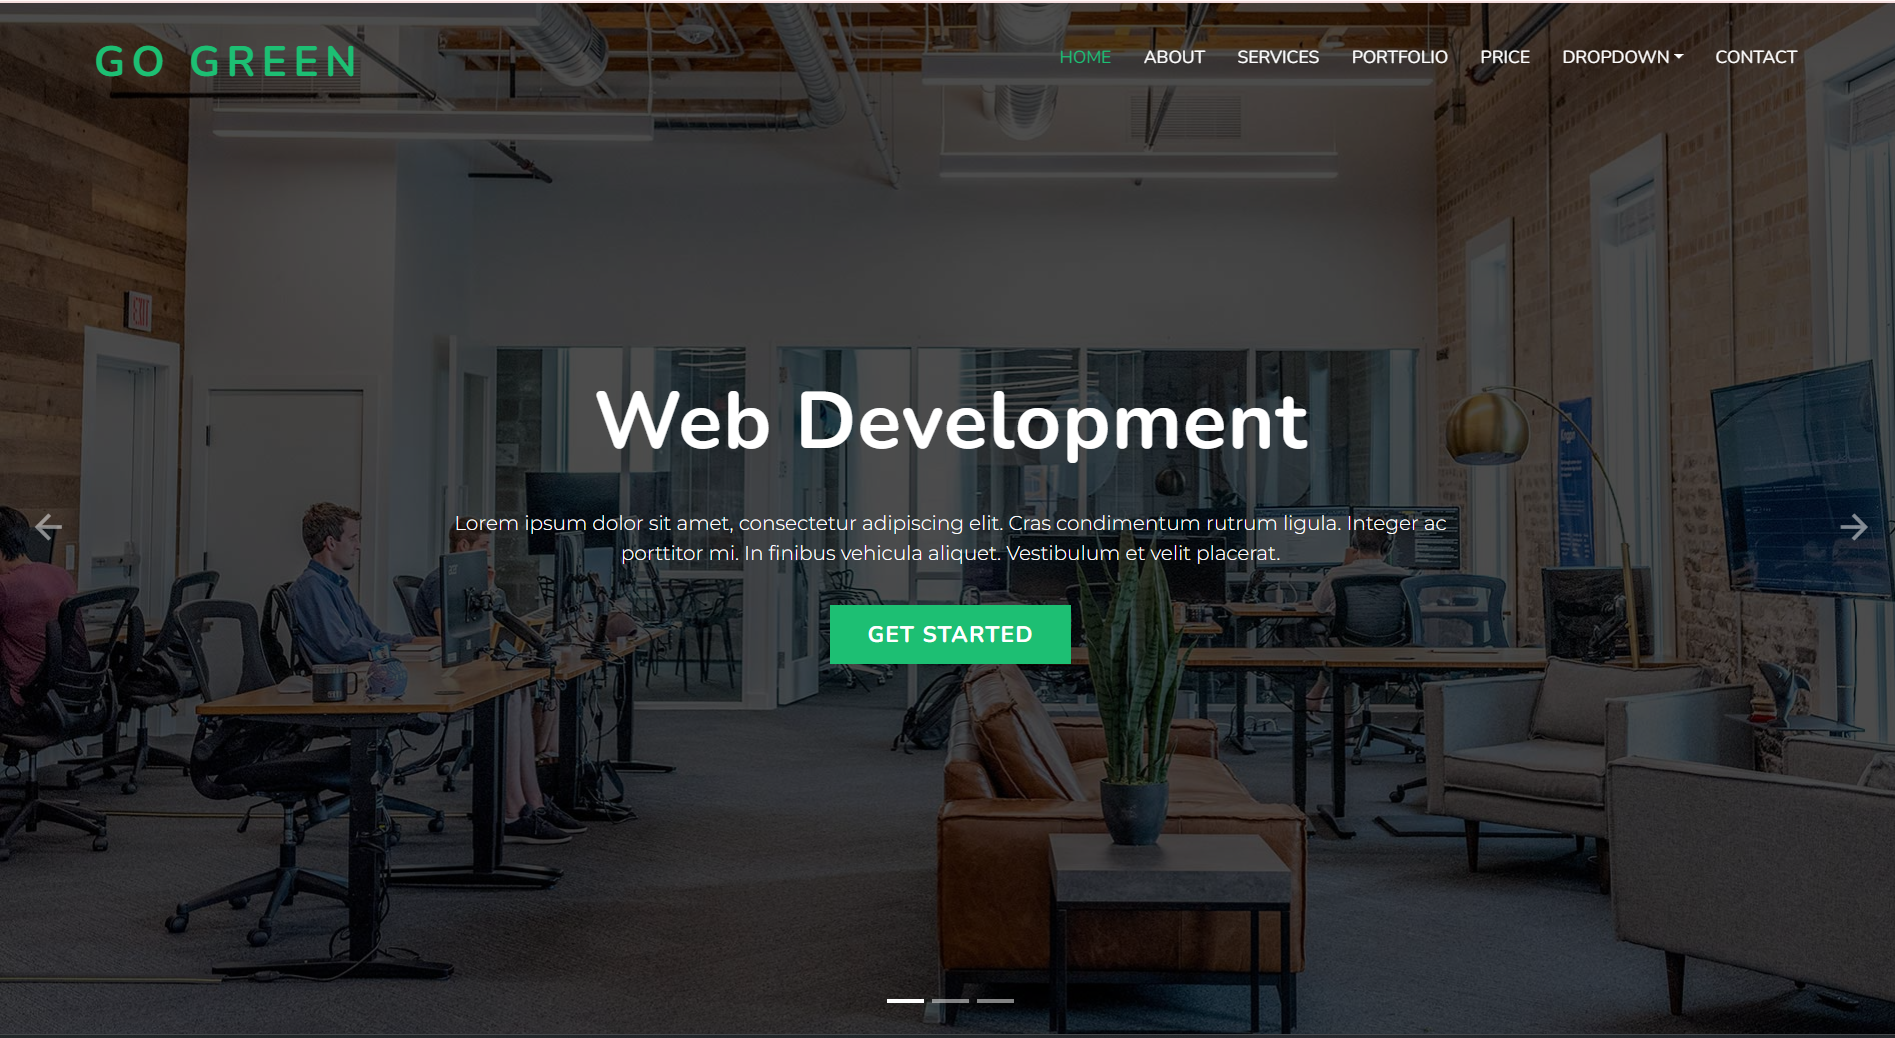 GO GREEN
HOME ABOUT SERVICES PORTFOLIO PRICE DROPDOWN CONTACT
EXIT
Web Development
Lorem ipsum dolor sit amet, consectetur adipiscing elit. Cras condimentum rutrum ligula. Integer ac
porttitor mi. In finibus vehicula aliquet. Vestibulum et velit placerat.
GET STARTED